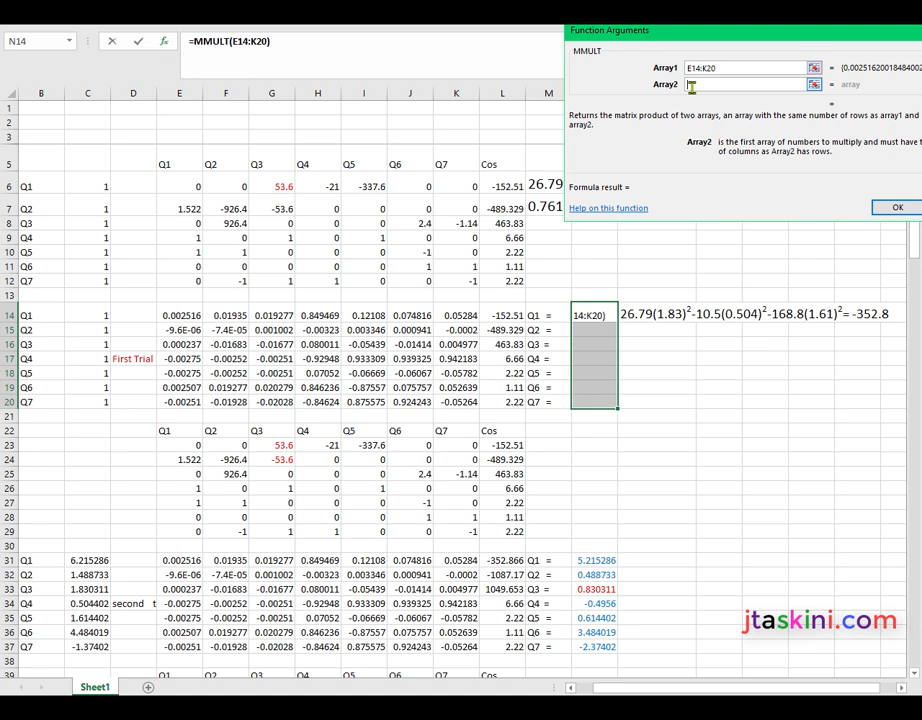 N14 =MMULT(E14:K20)
Function Arguments
MMULT
Array1 E14:K20 = {0.00251620018484002
Array2 = array
=
Returns the matrix product of two arrays, an array with the same number of rows as array1 and
array2.
Array2 is the first array of numbers to multiply and must have t
of columns as Array2 has rows.
Formula result =
Help on this function OK
B C D E F G H I J K L M N O P Q R S
1
2
3
5 Q1 Q2 Q3 Q4 Q5 Q6 Q7 Cos
6 Q1 1 0 0 53.6 -21 -337.6 0 0 -152.51 26.79
7 Q2 1 1.522 -926.4 -53.6 0 0 0 0 -489.329 0.761
8 Q3 1 0 926.4 0 0 0 2.4 -1.14 463.83
9 Q4 1 1 0 1 0 1 0 0 6.66
10 Q5 1 1 1 0 0 0 -1 0 2.22
11 Q6 1 0 0 0 0 0 1 1 1.11
12 Q7 1 0 -1 1 1 0 0 -1 2.22
13
14 Q1 1 0.002516 0.01935 0.019277 0.849469 0.12108 0.074816 0.05284 -152.51 Q1 = 14:K20) 26.79(1.83)²-10.5(0.504)²-168.8(1.61)²= -352.8
15 Q2 1 -9.6E-06 -7.4E-05 0.001002 -0.00323 0.003346 0.000941 -0.0002 -489.329 Q2 =
16 Q3 1 0.000237 -0.01683 -0.01677 0.080011 -0.05439 -0.01414 0.004977 463.83 Q3 =
17 Q4 1 First Trial -0.00275 -0.00252 -0.00251 -0.92948 0.933309 0.939325 0.942183 6.66 Q4 =
18 Q5 1 -0.00275 -0.00252 -0.00251 0.07052 -0.06669 -0.06067 -0.05782 2.22 Q5 =
19 Q6 1 0.002507 0.019277 0.020279 0.846236 -0.87557 0.075757 0.052639 1.11 Q6 =
20 Q7 1 -0.00251 -0.01928 -0.02028 -0.84624 0.875575 0.924243 -0.05264 2.22 Q7 =
21
22 Q1 Q2 Q3 Q4 Q5 Q6 Q7 Cos
23 0 0 53.6 -21 -337.6 0 0 -152.51
24 1.522 -926.4 -53.6 0 0 0 0 -489.329
25 0 926.4 0 0 0 2.4 -1.14 463.83
26 1 0 1 0 1 0 0 6.66
27 1 1 0 0 0 -1 0 2.22
28 0 0 0 0 0 1 1 1.11
29 0 -1 1 1 0 0 -1 2.22
30
31 Q1 6.215286 0.002516 0.01935 0.019277 0.849469 0.12108 0.074816 0.05284 -352.866 Q1 = 5.215286
32 Q2 1.488733 -9.6E-06 -7.4E-05 0.001002 -0.00323 0.003346 0.000941 -0.0002 -1087.17 Q2 = 0.488733
33 Q3 1.830311 0.000237 -0.01683 -0.01677 0.080011 -0.05439 -0.01414 0.004977 1049.653 Q3 = 0.830311
34 Q4 0.504402 second t -0.00275 -0.00252 -0.00251 -0.92948 0.933309 0.939325 0.942183 6.66 Q4 = -0.4956
35 Q5 1.614402 -0.00275 -0.00252 -0.00251 0.07052 -0.06669 -0.06067 -0.05782 2.22 Q5 = 0.614402
36 Q6 4.484019 0.002507 0.019277 0.020279 0.846236 -0.87557 0.075757 0.052639 1.11 Q6 = 3.484019
37 Q7 -1.37402 -0.00251 -0.01928 -0.02028 -0.84624 0.875575 0.924243 -0.05264 2.22 Q7 = -2.37402
jtaskini.com
38
39 Q1 Q2 Q3 Q4 Q5 Q6 Q7 Cos
Sheet1